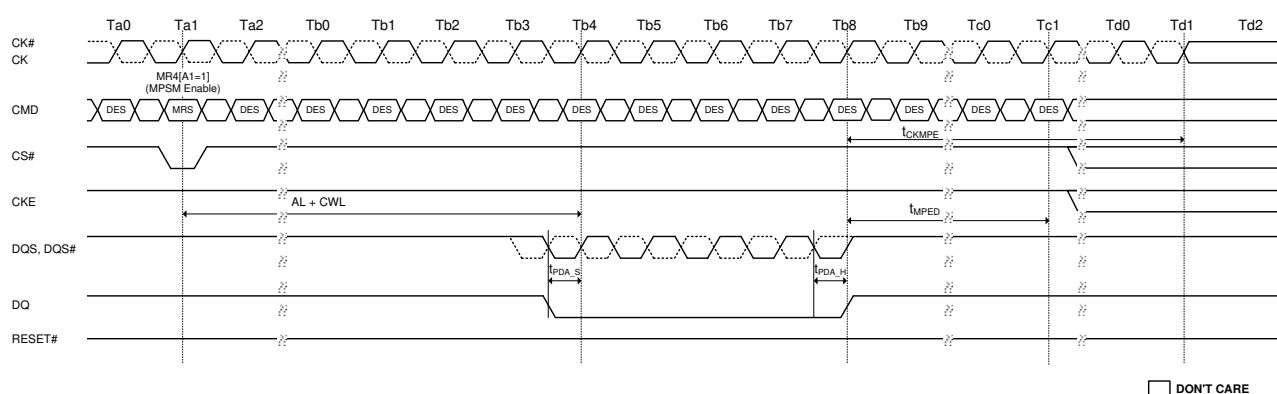 Ta0 Ta1 Ta2 Tb0 Tb1 Tb2 Tb3 Tb4 Tb5 Tb6 Tb7 Tb8 Tb9 Tc0 Tc1 Td0 Td1 Td2
CK#
CK
MR4[A1=1]
(MPSM Enable)
CMD DES MRS DES DES DES DES DES DES DES DES DES DES DES DES DES
tCKMPE
CS#
CKE
AL + CWL
tMPED
DQS, DQS#
tPDA_S tPDA_H
DQ
RESET#
DON'T CARE